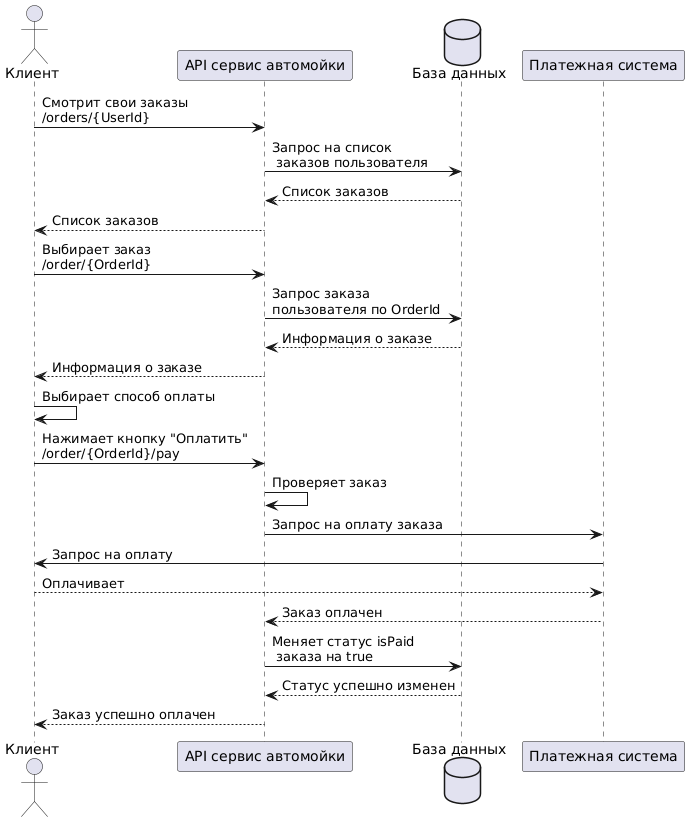 Клиент
API сервис автомойки
База данных
Платежная система
Смотрит свои заказы
/orders/{UserId}
Запрос на список
заказов пользователя
Список заказов
Список заказов
Выбирает заказ
/order/{OrderId}
Запрос заказа
пользователя по OrderId
Информация о заказе
Информация о заказе
Выбирает способ оплаты
Нажимает кнопку "Оплатить"
/order/{OrderId}/pay
Проверяет заказ
Запрос на оплату заказа
Запрос на оплату
Оплачивает
Заказ оплачен
Меняет статус isPaid
заказа на true
Статус успешно изменен
Заказ успешно оплачен
Клиент
API сервис автомойки
База данных
Платежная система